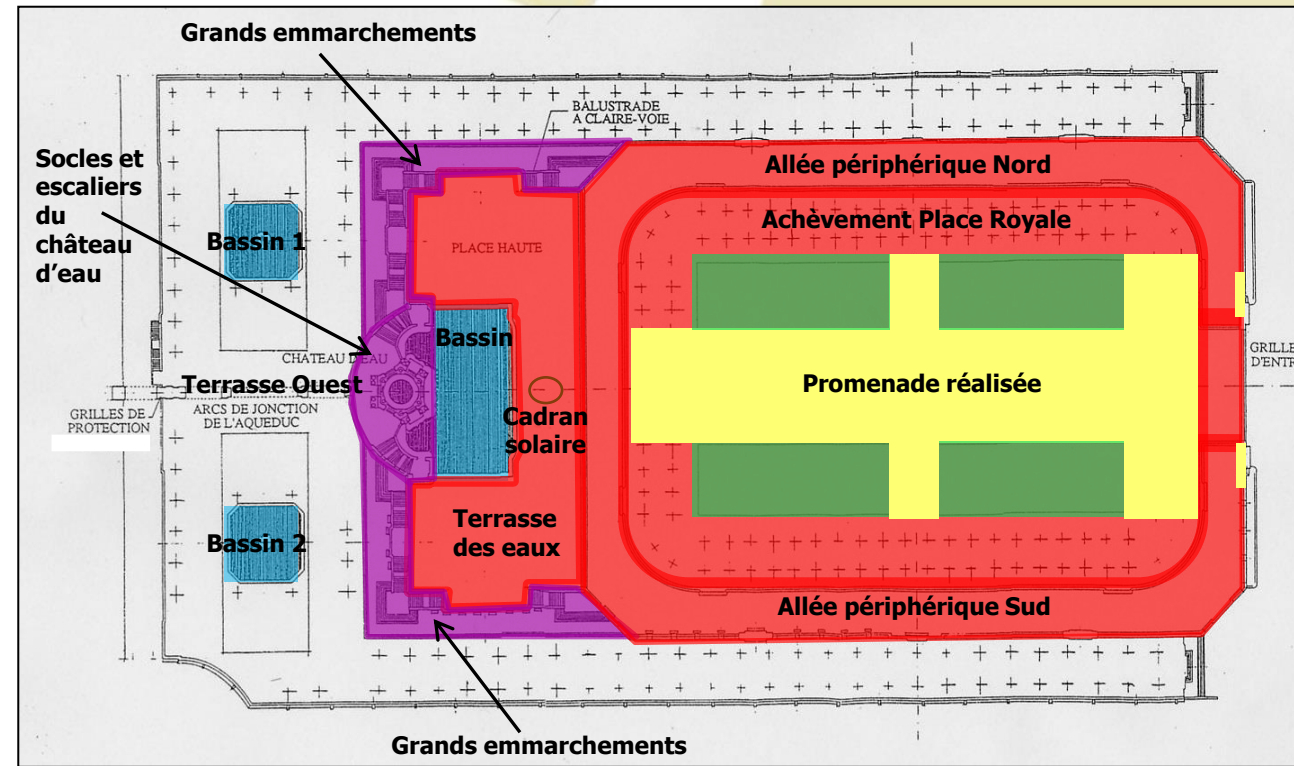 Grands emmarchements
BALUSTRADE
A CLAIRE-VOIE
Socles et
escaliers
du
château
d’eau
Allée périphérique Nord
Achèvement Place Royale
Bassin 1
PLACE HAUTE
Bassin
CHATEAU D'EAU
Terrasse Ouest
Promenade réalisée
GRILLE
D'ENTR
GRILLES DE
PROTECTION
ARCS DE JONCTION
DE L'AQUEDUC
Cadran
solaire
Terrasse
des eaux
Bassin 2
Allée périphérique Sud
Grands emmarchements